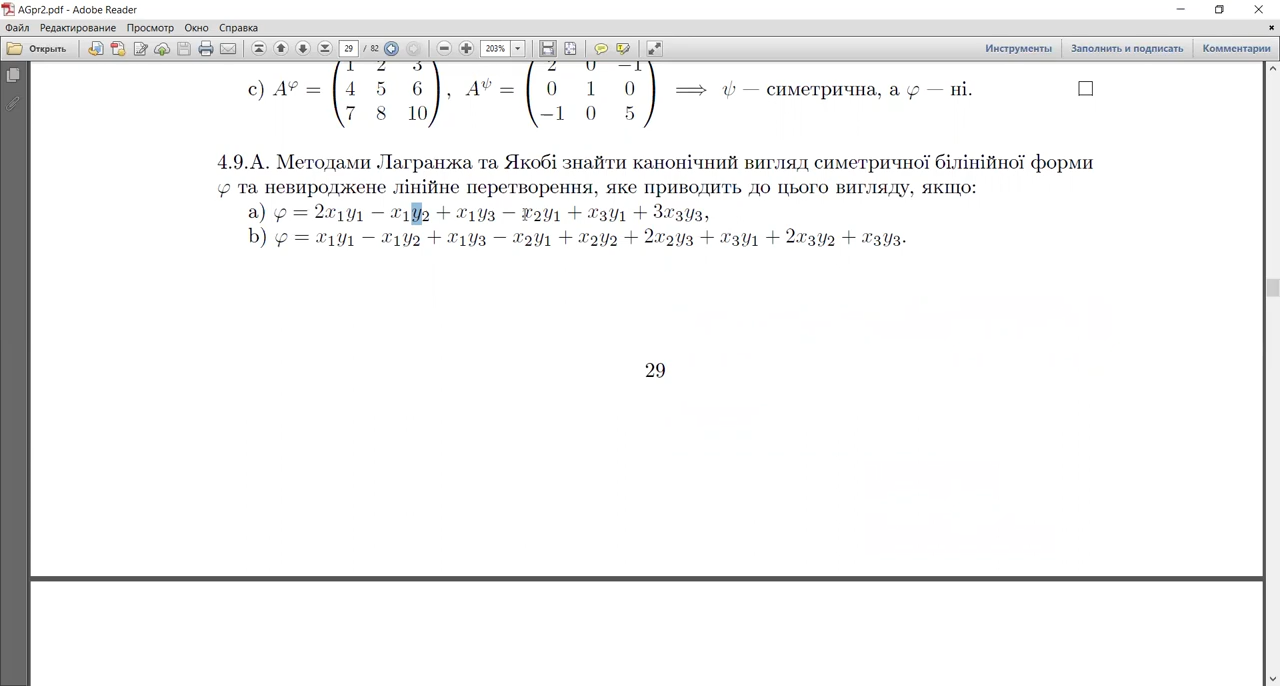 AGpr2.pdf - Adobe Reader
Файл Редактирование Просмотр Окно Справка
Открыть 29 / 82 203% Инструменты Заполнить и подписать Комментарии
1 2 3 2 0 −1
c) Aᵠ = 4 5 6 , Aᵠ = 0 1 0 ⟹ ψ — симетрична, а φ — ні. □
7 8 10 −1 0 5
4.9.A. Методами Лагранжа та Якобі знайти канонічний вигляд симетричної білінійної форми
φ та невироджене лінійне перетворення, яке приводить до цього вигляду, якщо:
a) φ = 2x₁y₁ − x₁y₂ + x₁y₃ − x₂y₁ + x₃y₁ + 3x₃y₃,
b) φ = x₁y₁ − x₁y₂ + x₁y₃ − x₂y₁ + x₂y₂ + 2x₂y₃ + x₃y₁ + 2x₃y₂ + x₃y₃.
29